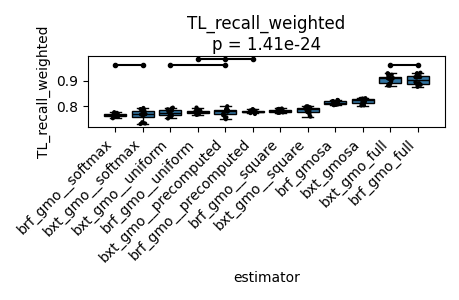 TL_recall_weighted
p = 1.41e-24
TL_recall_weighted
0.9
0.8
brf_gmo__softmax
bxt_gmo__softmax
bxt_gmo__uniform
brf_gmo__uniform
bxt_gmo__precomputed
brf_gmo__precomputed
brf_gmo__square
bxt_gmo__square
brf_gmosa
bxt_gmosa
bxt_gmo_full
brf_gmo_full
estimator